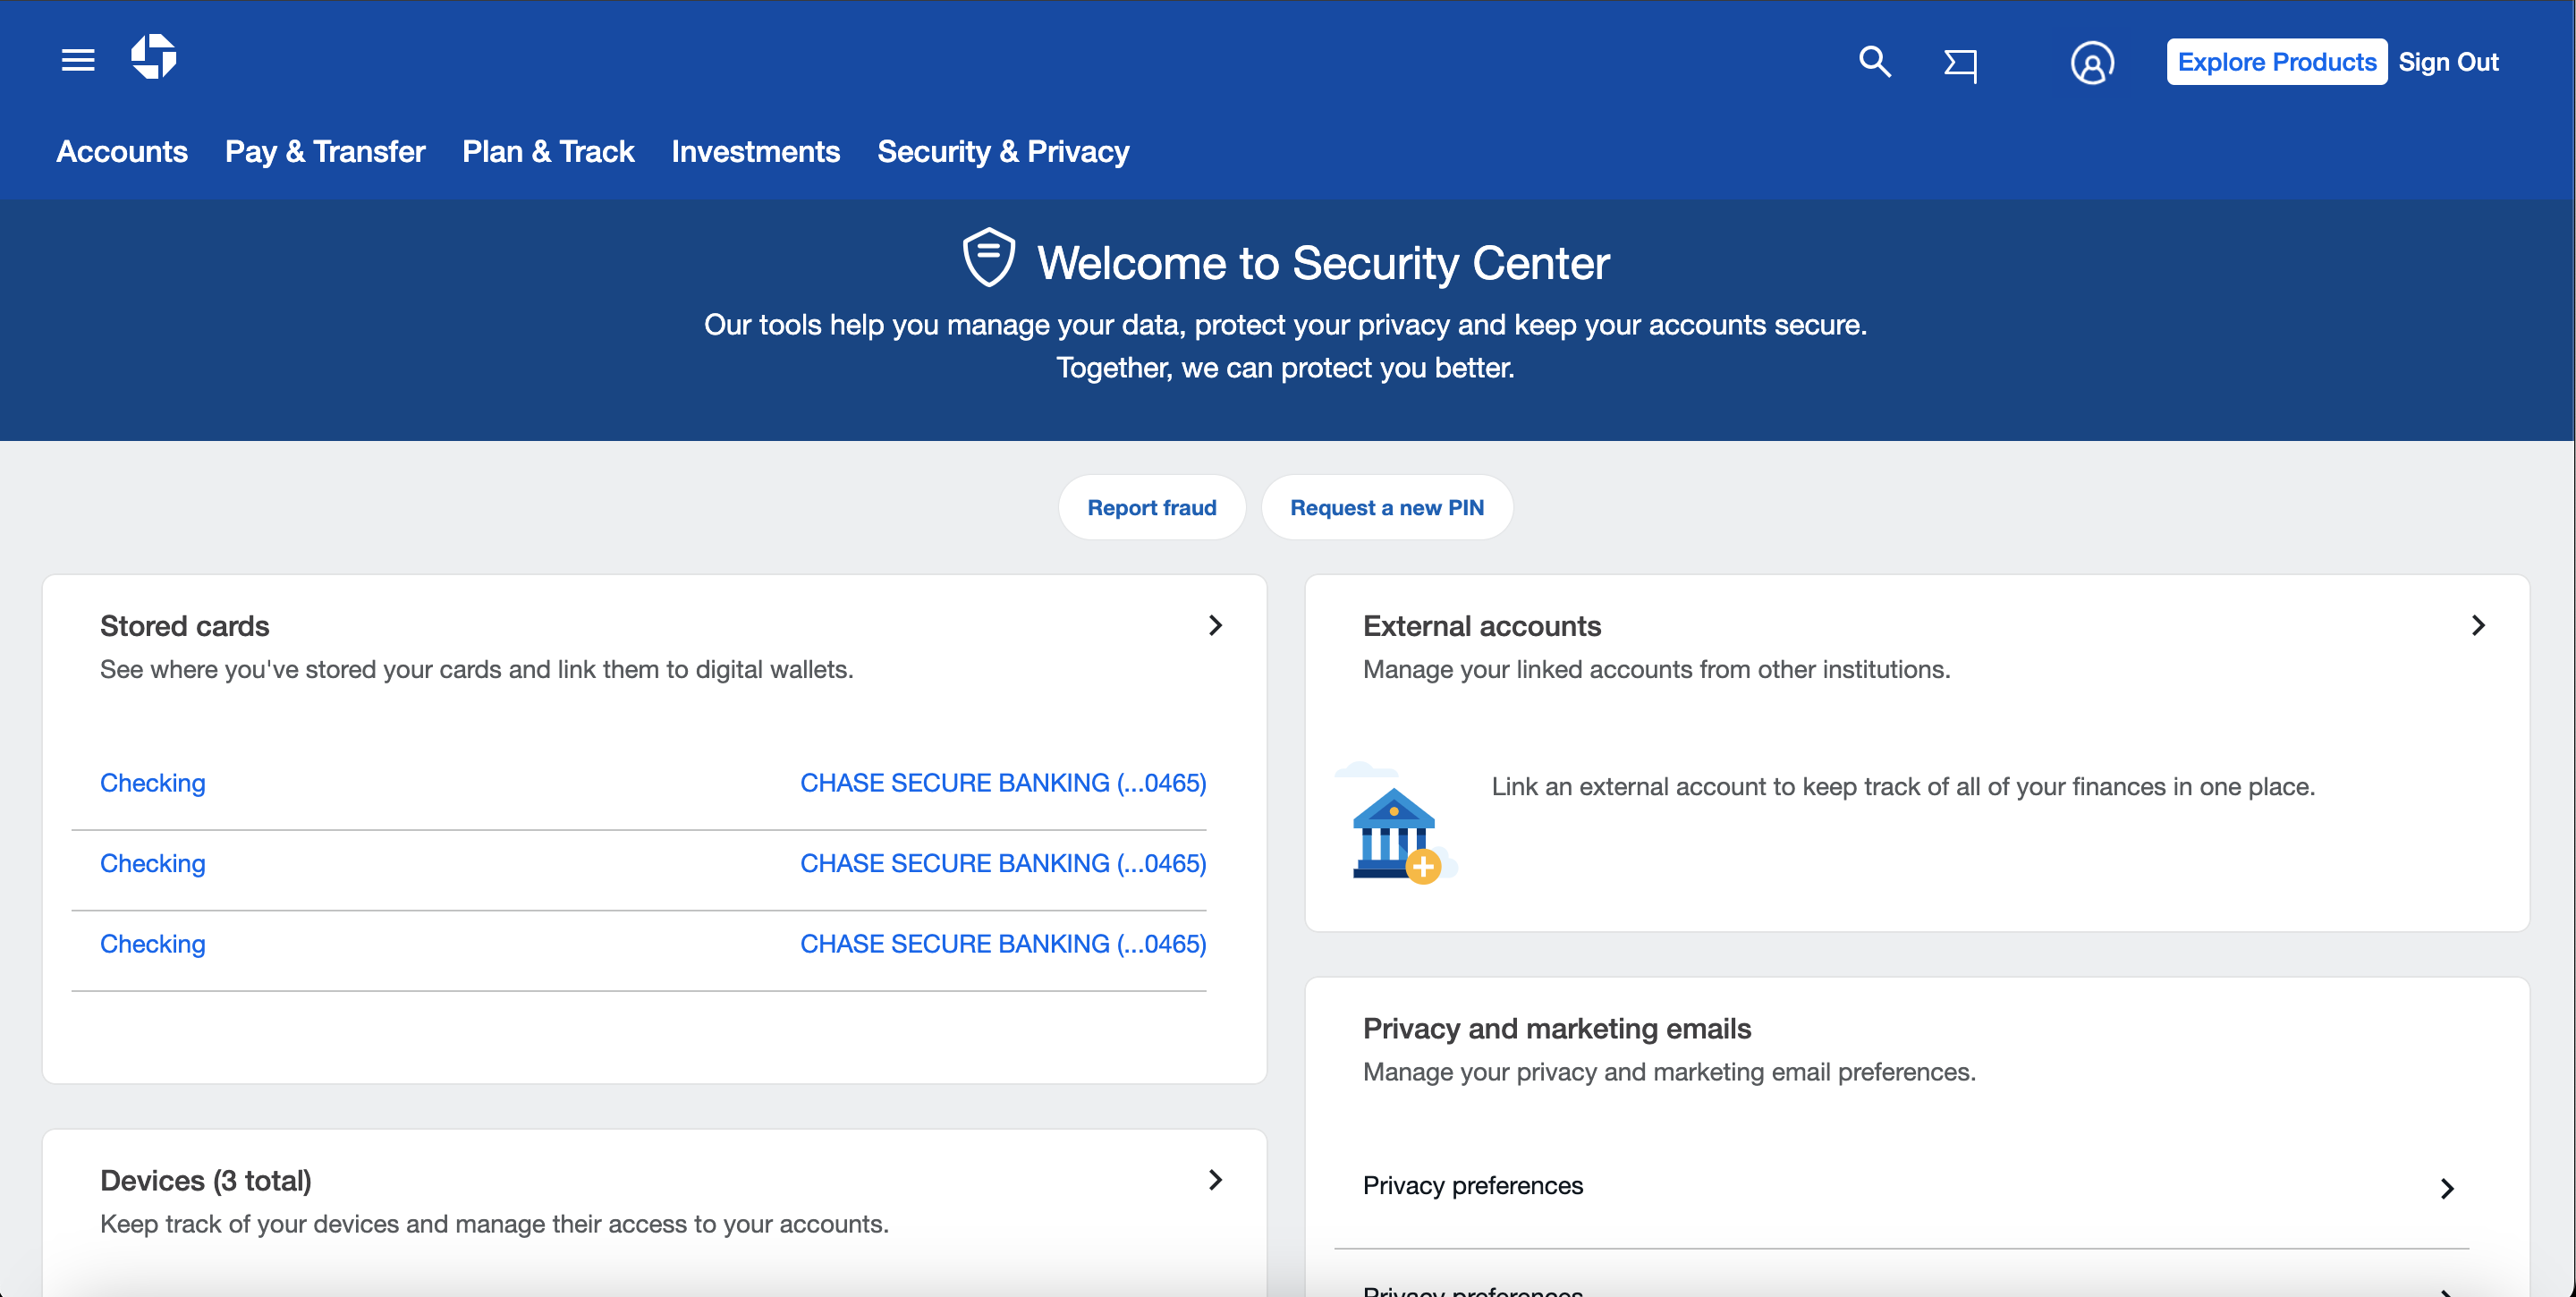 Explore Products
Sign Out
Accounts
Pay & Transfer
Plan & Track
Investments
Security & Privacy
Welcome to Security Center
Our tools help you manage your data, protect your privacy and keep your accounts secure.
Together, we can protect you better.
Report fraud
Request a new PIN
Stored cards
See where you've stored your cards and link them to digital wallets.
Checking
CHASE SECURE BANKING (...0465)
Checking
CHASE SECURE BANKING (...0465)
Checking
CHASE SECURE BANKING (...0465)
Devices (3 total)
Keep track of your devices and manage their access to your accounts.
External accounts
Manage your linked accounts from other institutions.
Link an external account to keep track of all of your finances in one place.
Privacy and marketing emails
Manage your privacy and marketing email preferences.
Privacy preferences
Privacy preferences